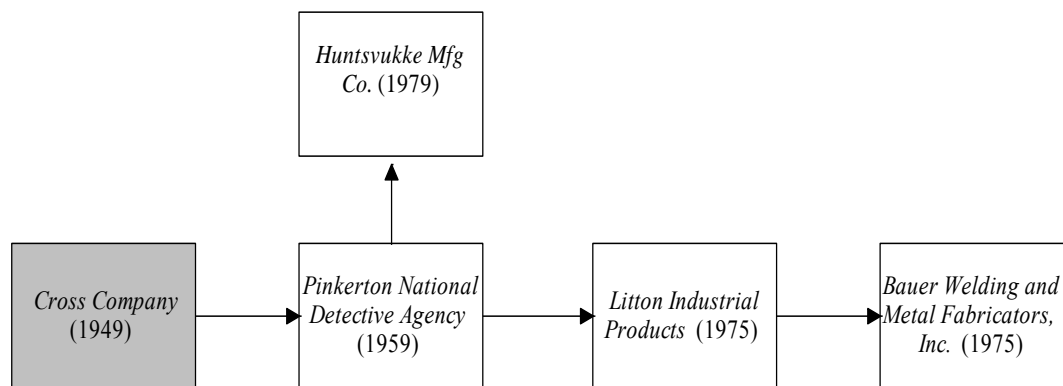 Huntsvukke Mfg
Co. (1979)
Cross Company
(1949)
Pinkerton National
Detective Agency
(1959)
Litton Industrial
Products (1975)
Bauer Welding and
Metal Fabricators,
Inc. (1975)